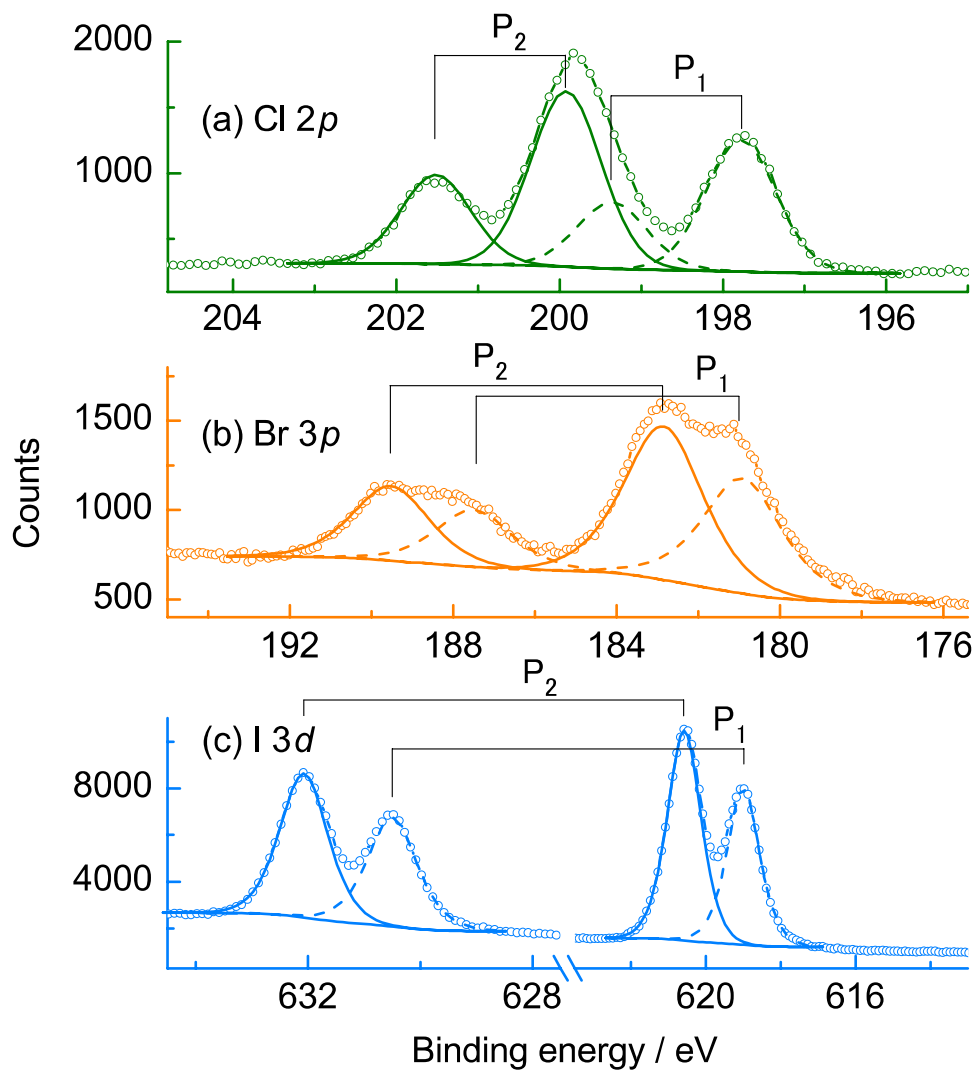 2000
P2
P1
(a) Cl 2p
1000
204 202 200 198 196
P2
P1
1500
(b) Br 3p
1000
500
192 188 184 180 176
P2
P1
(c) I 3d
8000
4000
632 628 620 616
Counts
Binding energy / eV